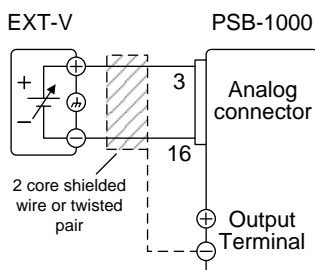 EXT-V
PSB-1000
+
−
+
−
3
16
Analog
connector
2 core shielded
wire or twisted
pair
+
−
Output
Terminal